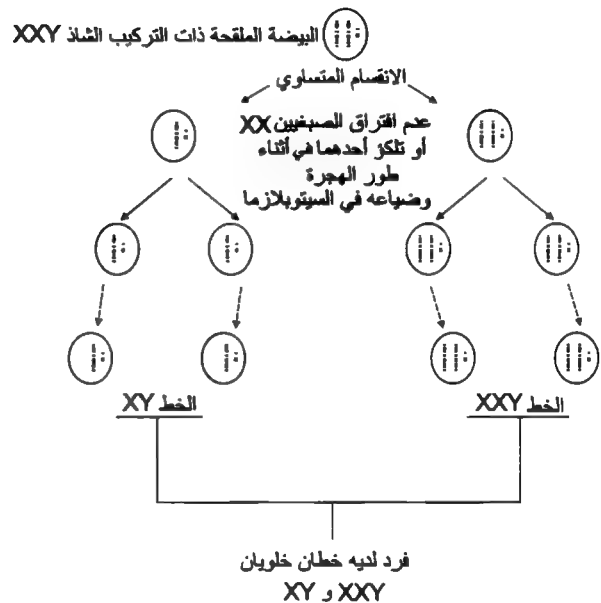 البيضة الملقحة ذات التركيب الشاذ XXY
الانقسام المتساوي
عدم افتراق الصبغيين XX
أو تلكؤ أحدهما في أثناء
طور الهجرة
وضياعه في السيتوبلازما
الخط XXY
الخط XY
فرد لديه خطان خلويان
XXY و XY